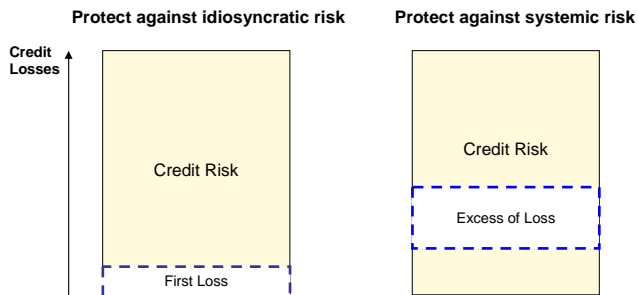 Protect against idiosyncratic risk
Protect against systemic risk
Credit
Losses
Credit Risk
Credit Risk
Excess of Loss
First Loss